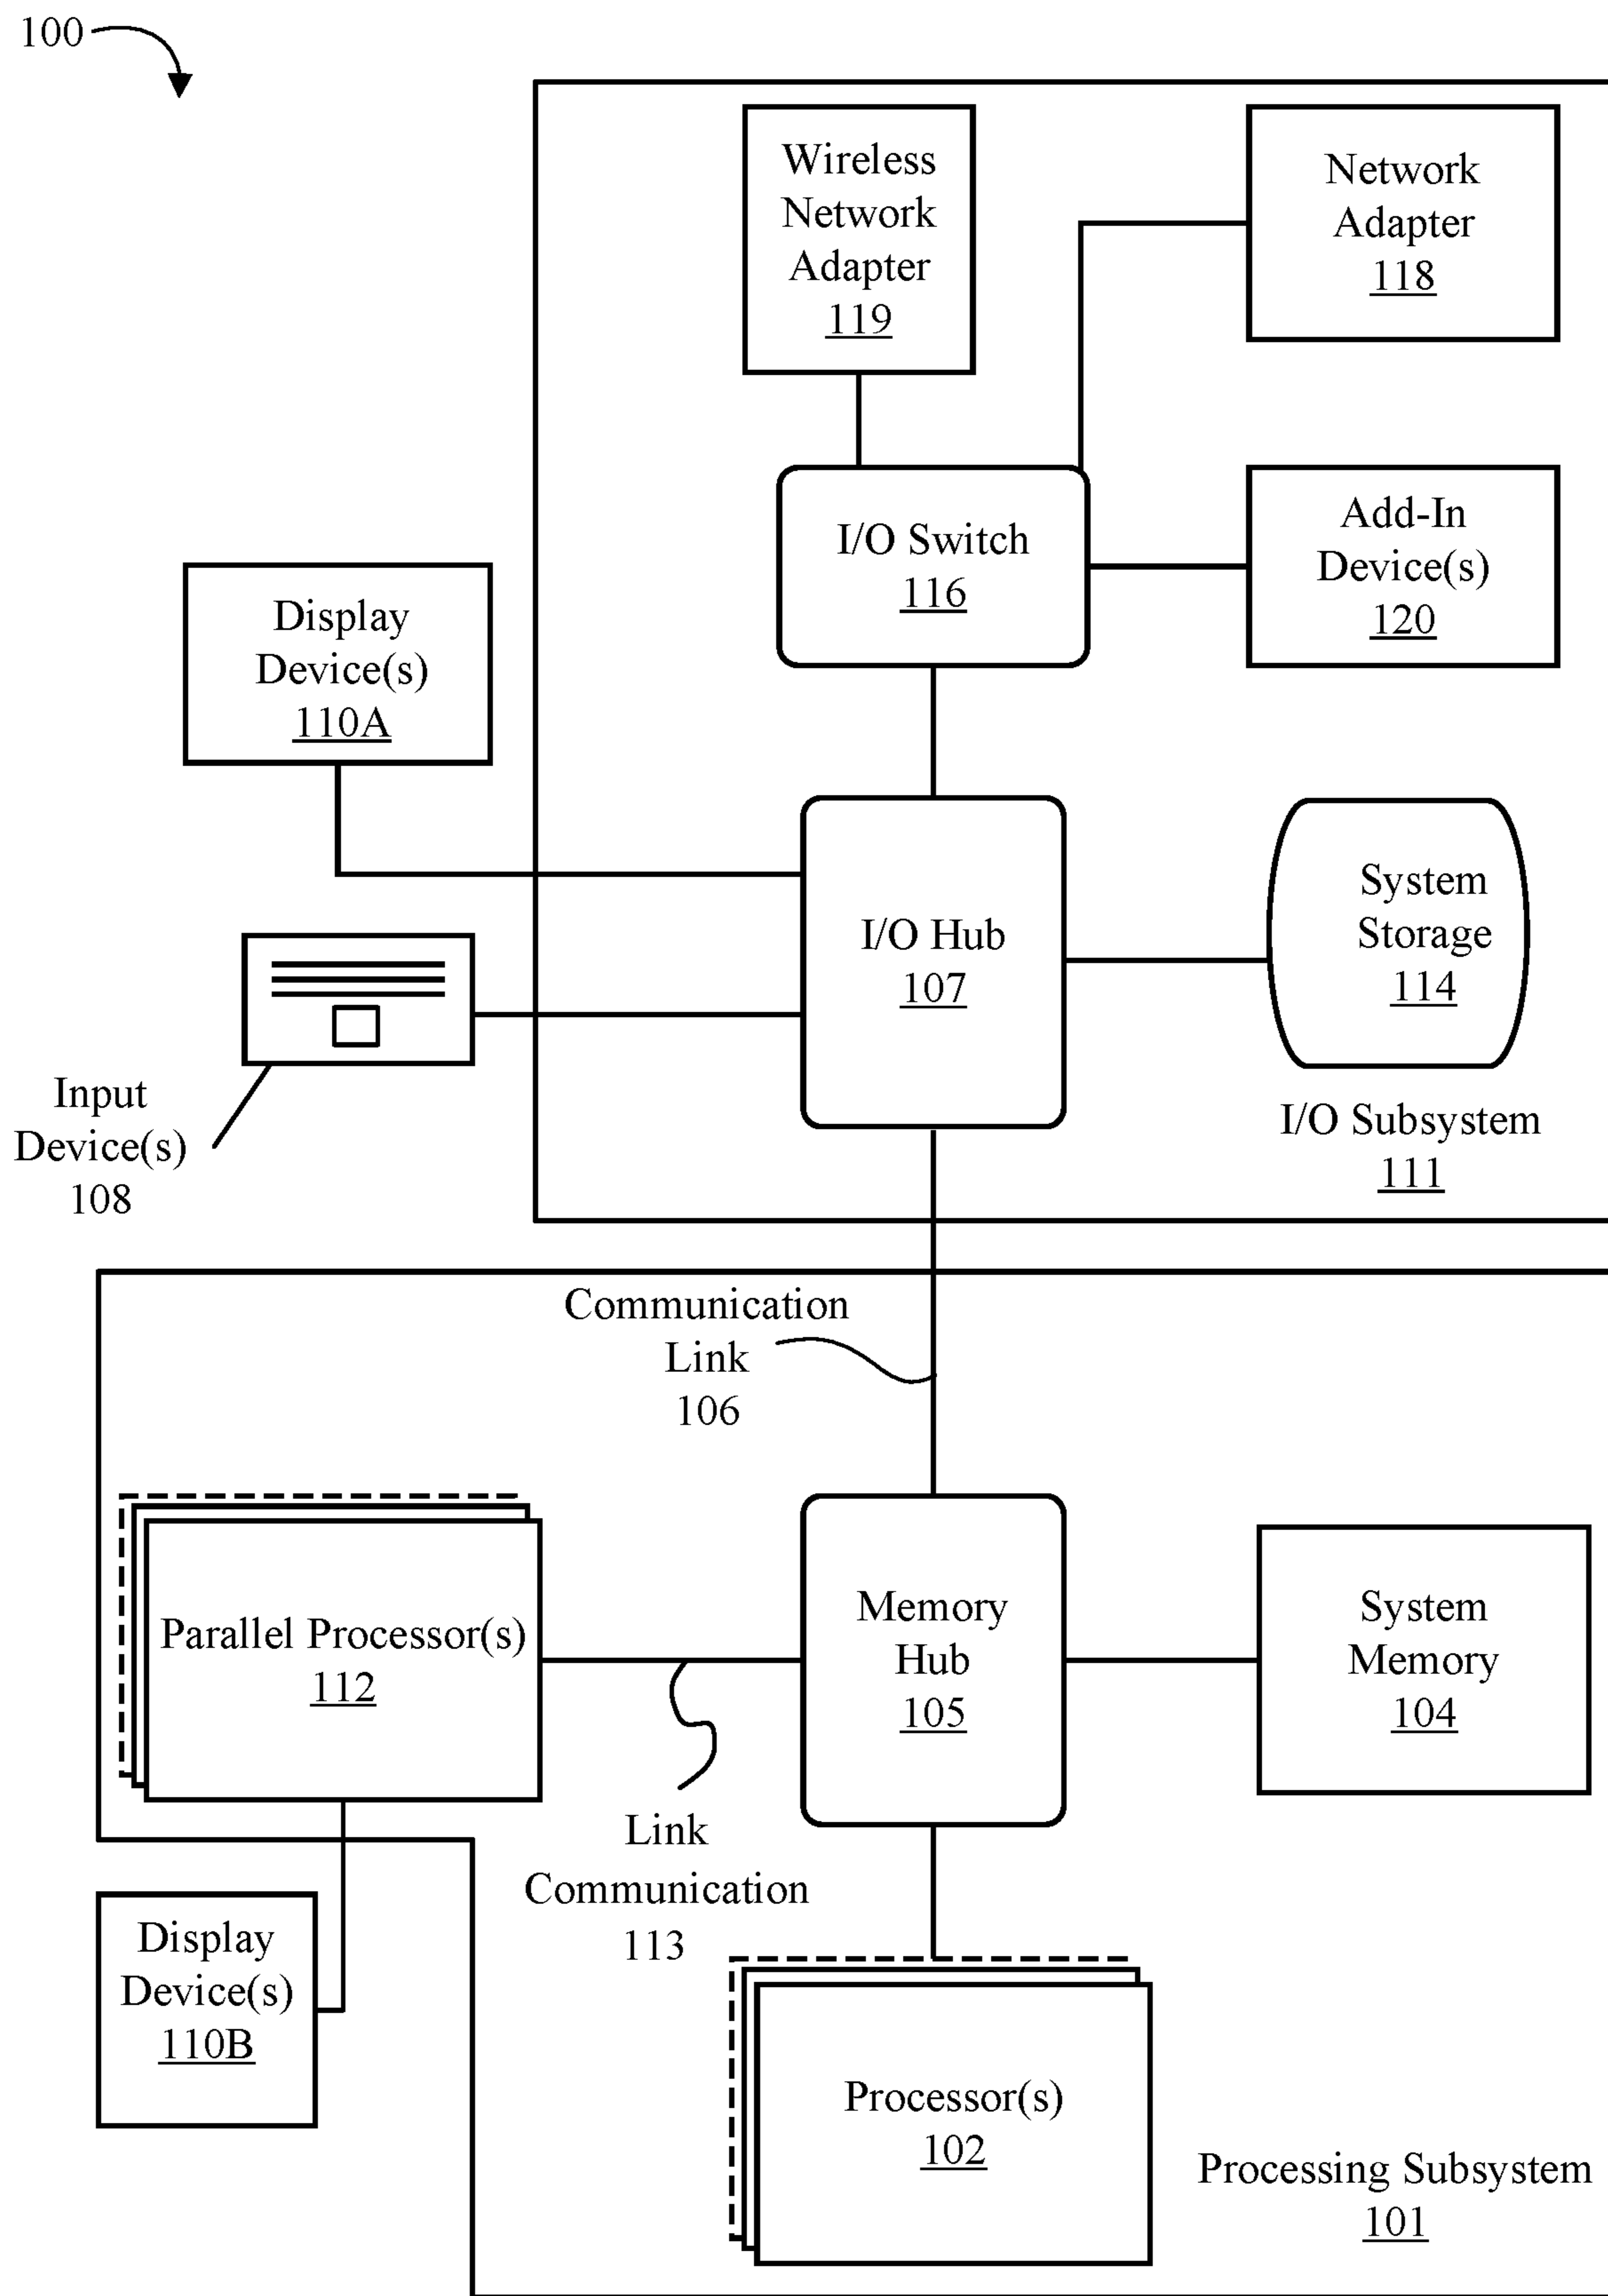 100
Wireless
Network
Adapter
119
Network
Adapter
118
I/O Switch
116
Add-In
Device(s)
120
Display
Device(s)
110A
I/O Hub
107
System
Storage
114
Input
Device(s)
108
I/O Subsystem
111
Communication
Link
106
Parallel Processor(s)
112
Memory
Hub
105
System
Memory
104
Link
Communication
113
Display
Device(s)
110B
Processor(s)
102
Processing Subsystem
101